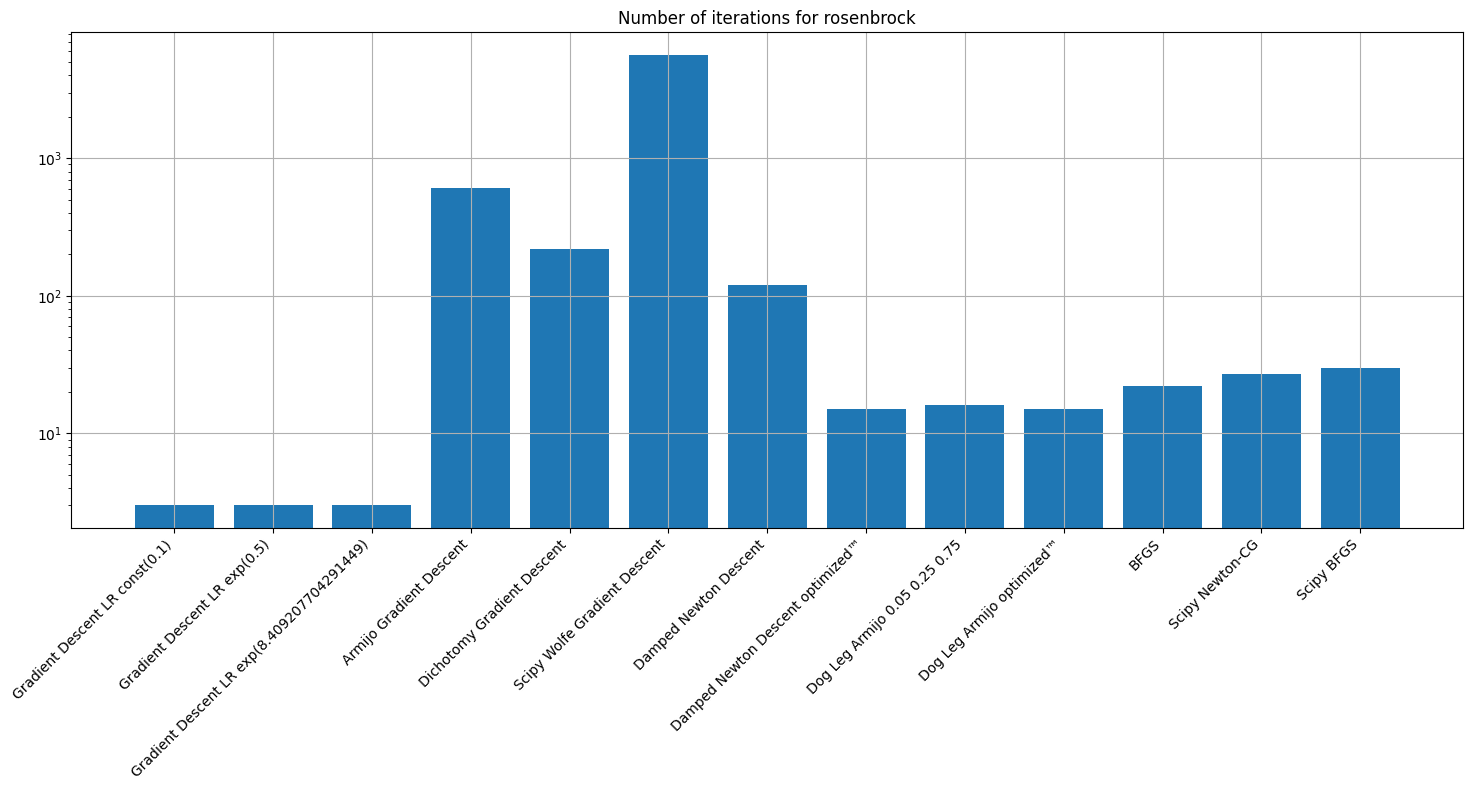 Number of iterations for rosenbrock
10³
10²
10¹
Gradient Descent LR const(0.1)
Gradient Descent LR exp(0.5)
Gradient Descent LR exp(8.409207704291449)
Armijo Gradient Descent
Dichotomy Gradient Descent
Scipy Wolfe Gradient Descent
Damped Newton Descent
Damped Newton Descent optimized™
Dog Leg Armijo 0.05 0.25 0.75
Dog Leg Armijo optimized™
BFGS
Scipy Newton-CG
Scipy BFGS